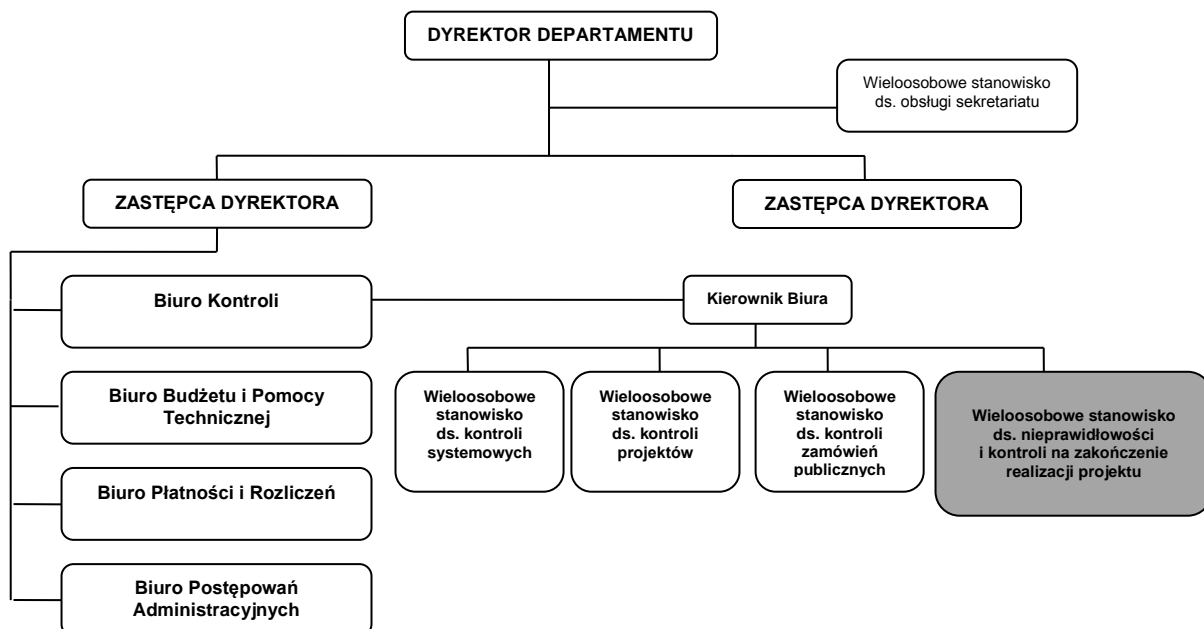 DYREKTOR DEPARTAMENTU
Wieloosobowe stanowisko
ds. obsługi sekretariatu
ZASTĘPCA DYREKTORA
ZASTĘPCA DYREKTORA
Biuro Kontroli
Kierownik Biura
Biuro Budżetu i Pomocy
Technicznej
Wieloosobowe
stanowisko
ds. kontroli
systemowych
Wieloosobowe
stanowisko
ds. kontroli
projektów
Wieloosobowe
stanowisko
ds. kontroli
zamówień
publicznych
Wieloosobowe stanowisko
ds. nieprawidłowości
i kontroli na zakończenie
realizacji projektu
Biuro Płatności i Rozliczeń
Biuro Postępowań
Administracyjnych